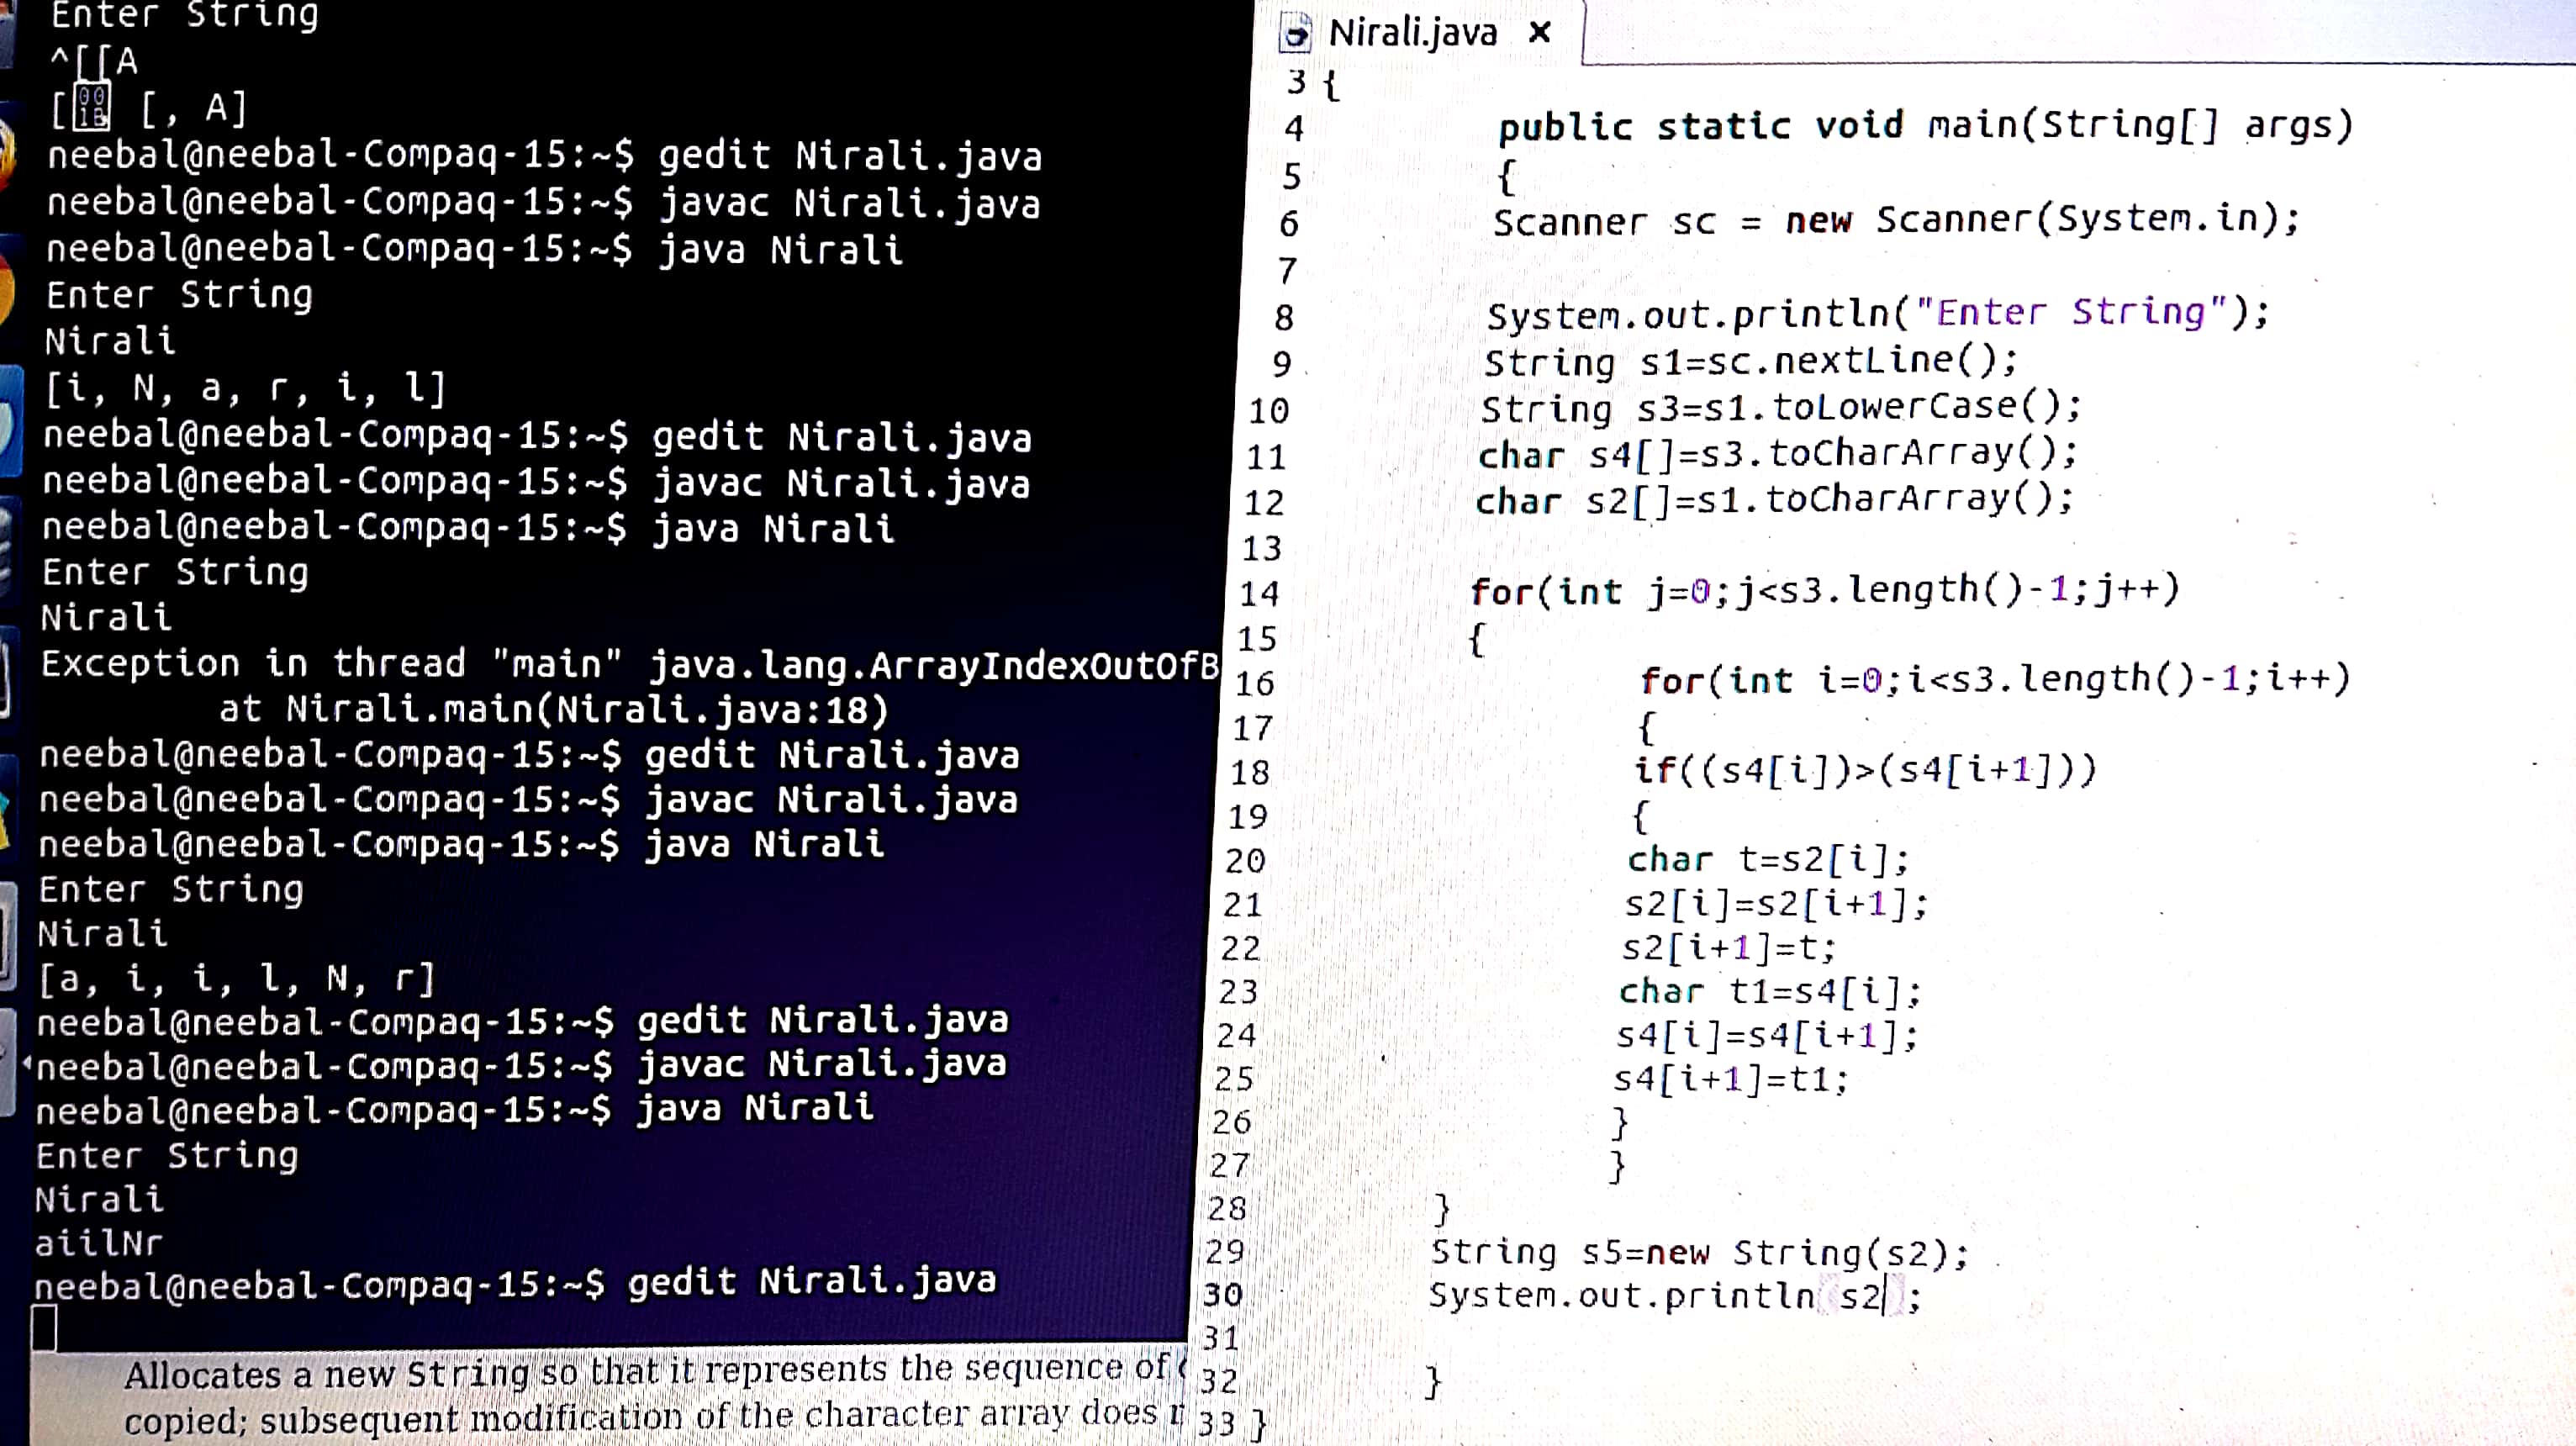 Enter String
^[[A
[, [, A]
neebal@neebal-Compaq-15:~$ gedit Nirali.java
neebal@neebal-Compaq-15:~$ javac Nirali.java
neebal@neebal-Compaq-15:~$ java Nirali
Enter String
Nirali
[i, N, a, r, i, l]
neebal@neebal-Compaq-15:~$ gedit Nirali.java
neebal@neebal-Compaq-15:~$ javac Nirali.java
neebal@neebal-Compaq-15:~$ java Nirali
Enter String
Nirali
Exception in thread "main" java.lang.ArrayIndexOutOfB
at Nirali.main(Nirali.java:18)
neebal@neebal-Compaq-15:~$ gedit Nirali.java
neebal@neebal-Compaq-15:~$ javac Nirali.java
neebal@neebal-Compaq-15:~$ java Nirali
Enter String
Nirali
[a, i, i, l, N, r]
neebal@neebal-Compaq-15:~$ gedit Nirali.java
neebal@neebal-Compaq-15:~$ javac Nirali.java
neebal@neebal-Compaq-15:~$ java Nirali
Enter String
Nirali
aiilNr
neebal@neebal-Compaq-15:~$ gedit Nirali.java
Allocates a new String so that it represents the sequence of
copied; subsequent modification of the character array does
Nirali.java x
3 {
4 public static void main(String[] args)
5 {
6 Scanner sc = new Scanner(System.in);
7
8 System.out.println("Enter String");
9 String s1=sc.nextLine();
10 String s3=s1.toLowerCase();
11 char s4[]=s3.toCharArray();
12 char s2[]=s1.toCharArray();
13
14 for(int j=0;j<s3.length()-1;j++)
15 {
16 for(int i=0;i<s3.length()-1;i++)
17 {
18 if((s4[i])>(s4[i+1]))
19 {
20 char t=s2[i];
21 s2[i]=s2[i+1];
22 s2[i+1]=t;
23 char t1=s4[i];
24 s4[i]=s4[i+1];
25 s4[i+1]=t1;
26 }
27 }
28 }
29 String s5=new String(s2);
30 System.out.println(s2);
31
32 }
33 }